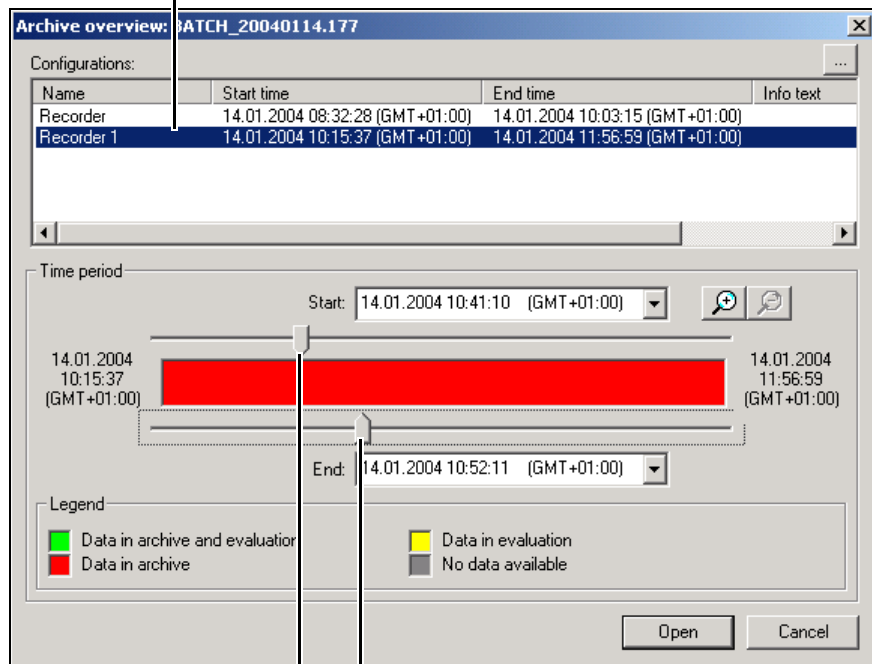 Archive overview: BATCH_20040114.177
Configurations:
...
Name Start time End time Info text
Recorder 14.01.2004 08:32:28 (GMT+01:00) 14.01.2004 10:03:15 (GMT+01:00)
Recorder 1 14.01.2004 10:15:37 (GMT+01:00) 14.01.2004 11:56:59 (GMT+01:00)
Time period
Start: 14.01.2004 10:41:10 (GMT+01:00)
14.01.2004
10:15:37
(GMT+01:00)
14.01.2004
11:56:59
(GMT+01:00)
End: 14.01.2004 10:52:11 (GMT+01:00)
Legend
Data in archive and evaluation
Data in evaluation
Data in archive
No data available
Open
Cancel